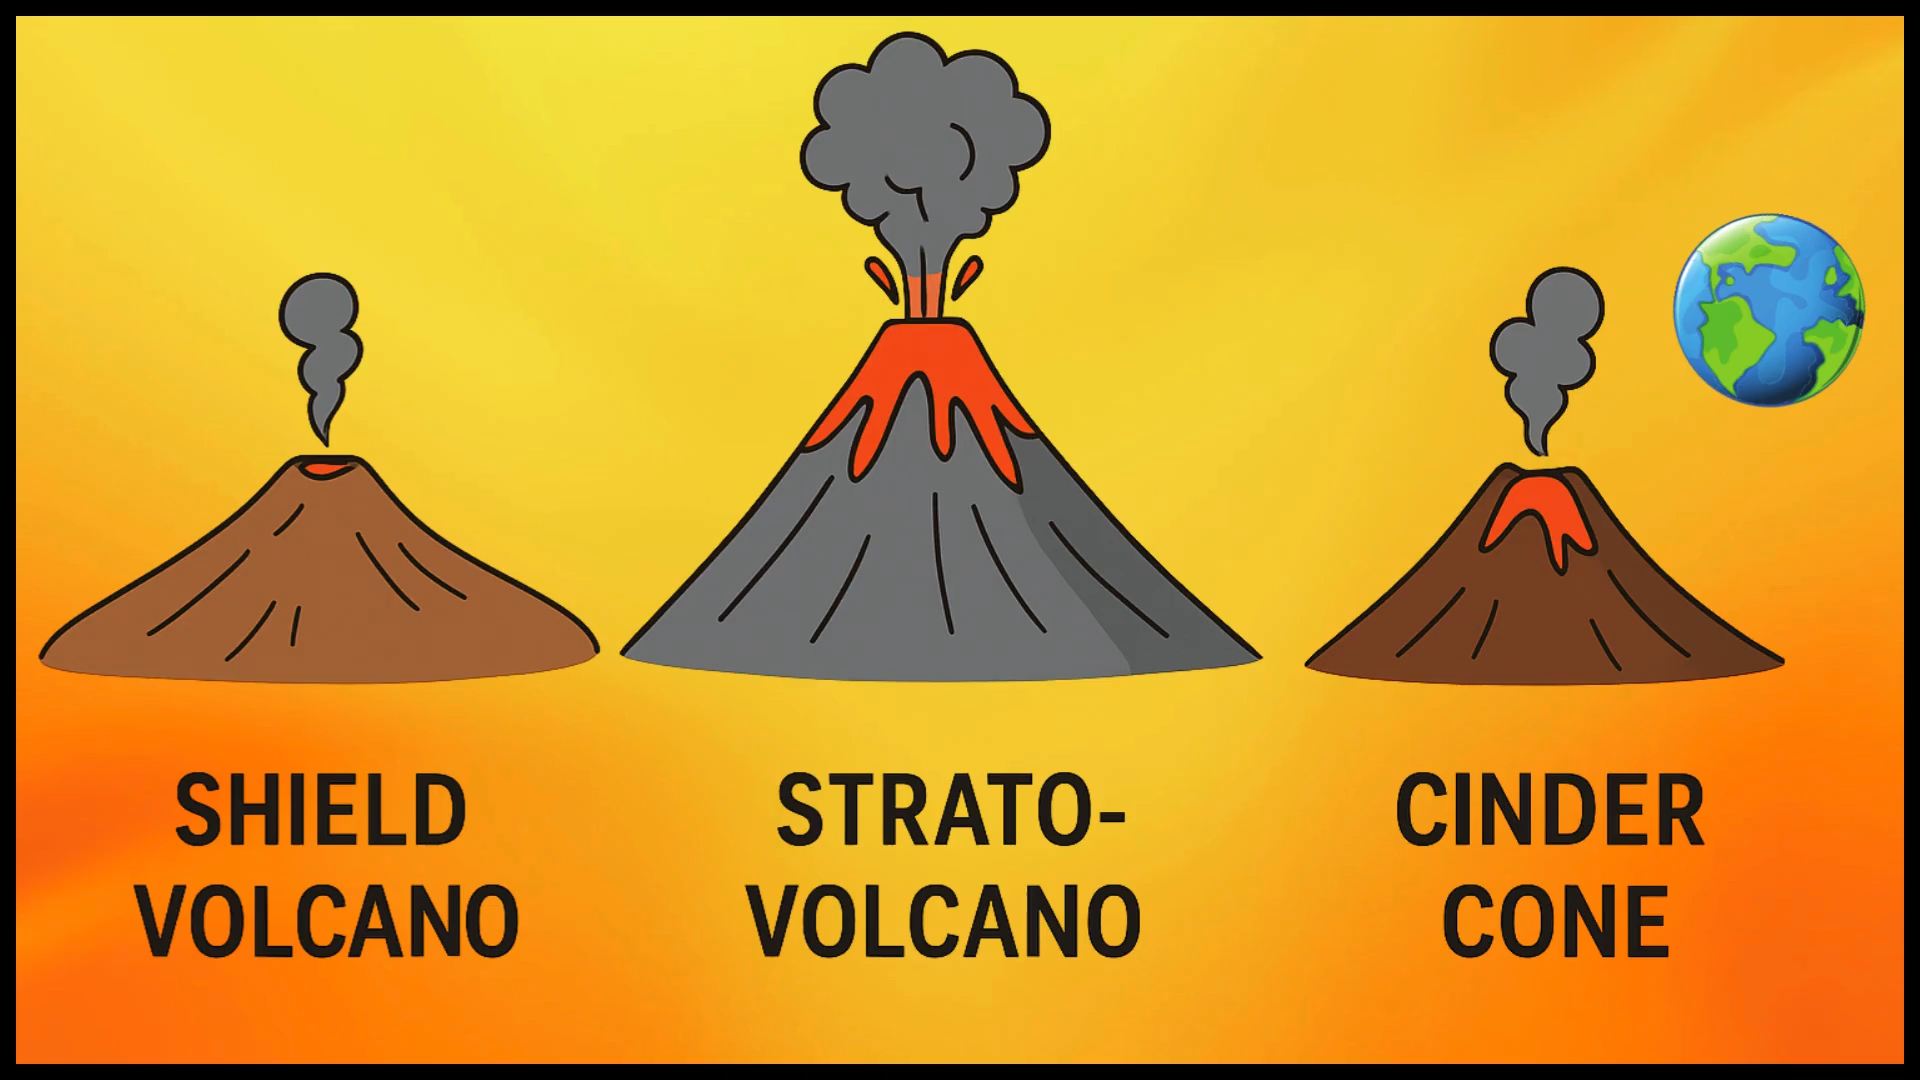 SHIELD
VOLCANO
STRATO-
VOLCANO
CINDER
CONE